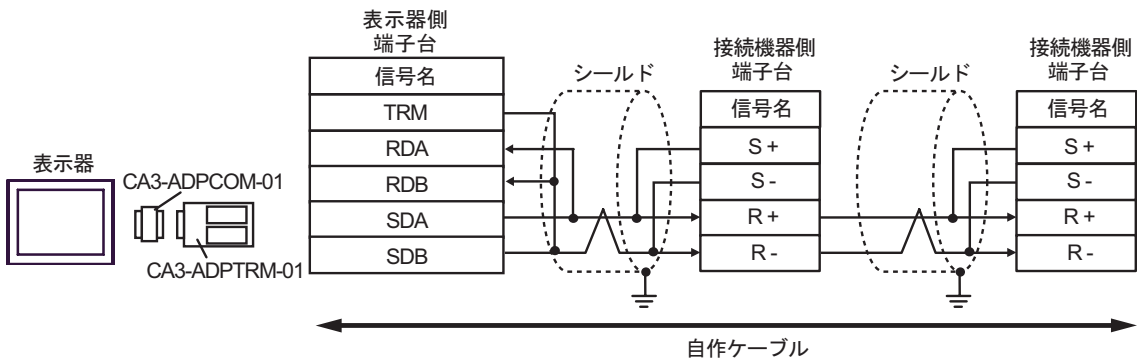 表示器
CA3-ADPCOM-01
CA3-ADPTRM-01
表示器側
端子台
信号名
TRM
RDA
RDB
SDA
SDB
シールド
接続機器側
端子台
信号名
S +
S -
R +
R -
シールド
接続機器側
端子台
信号名
S +
S -
R +
R -
自作ケーブル